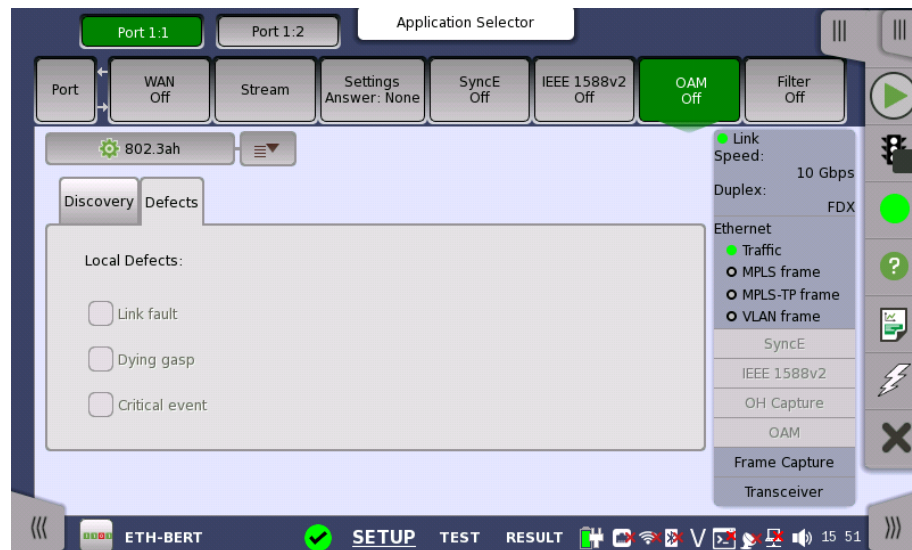 Application Selector
Port 1:1
Port 1:2
Port
WAN
Off
Stream
Settings
Answer: None
SyncE
Off
IEEE 1588v2
Off
OAM
Off
Filter
Off
802.3ah
Discovery
Defects
Local Defects:
Link fault
Dying gasp
Critical event
Link
Speed:
10 Gbps
Duplex:
FDX
Ethernet
Traffic
MPLS frame
MPLS-TP frame
VLAN frame
SyncE
IEEE 1588v2
OH Capture
OAM
Frame Capture
Transceiver
ETH-BERT
SETUP
TEST
RESULT
V
15 51